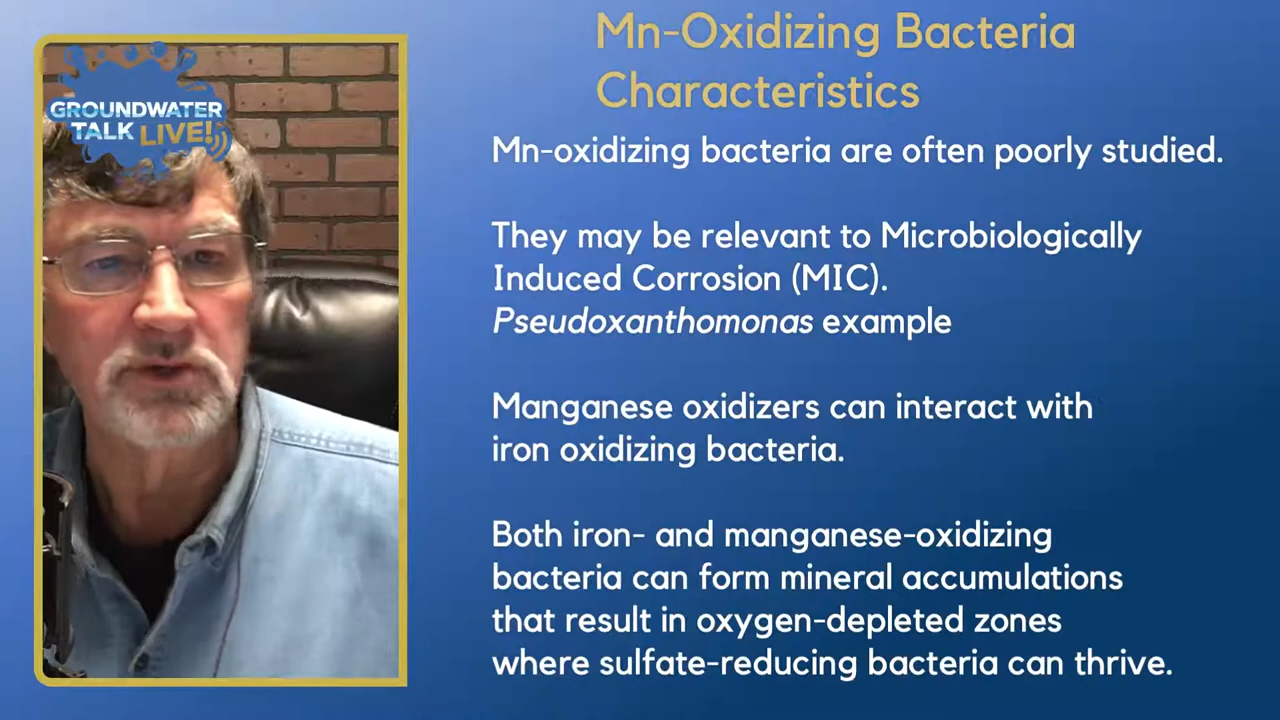 GROUNDWATER
TALK LIVE!
Mn-Oxidizing Bacteria
Characteristics
Mn-oxidizing bacteria are often poorly studied.
They may be relevant to Microbiologically
Induced Corrosion (MIC).
Pseudoxanthomonas example
Manganese oxidizers can interact with
iron oxidizing bacteria.
Both iron- and manganese-oxidizing
bacteria can form mineral accumulations
that result in oxygen-depleted zones
where sulfate-reducing bacteria can thrive.